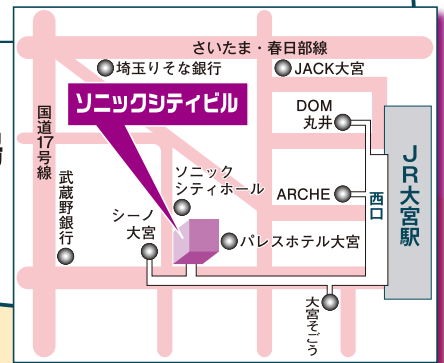 さいたま・春日部線
埼玉りそな銀行
JACK大宮
ソニックシティビル
国道17号線
DOM
丸井
JR大宮駅
西口
武蔵野銀行
ソニック
シティホール
ARCHE
シーノ
大宮
パレスホテル大宮
大宮そごう